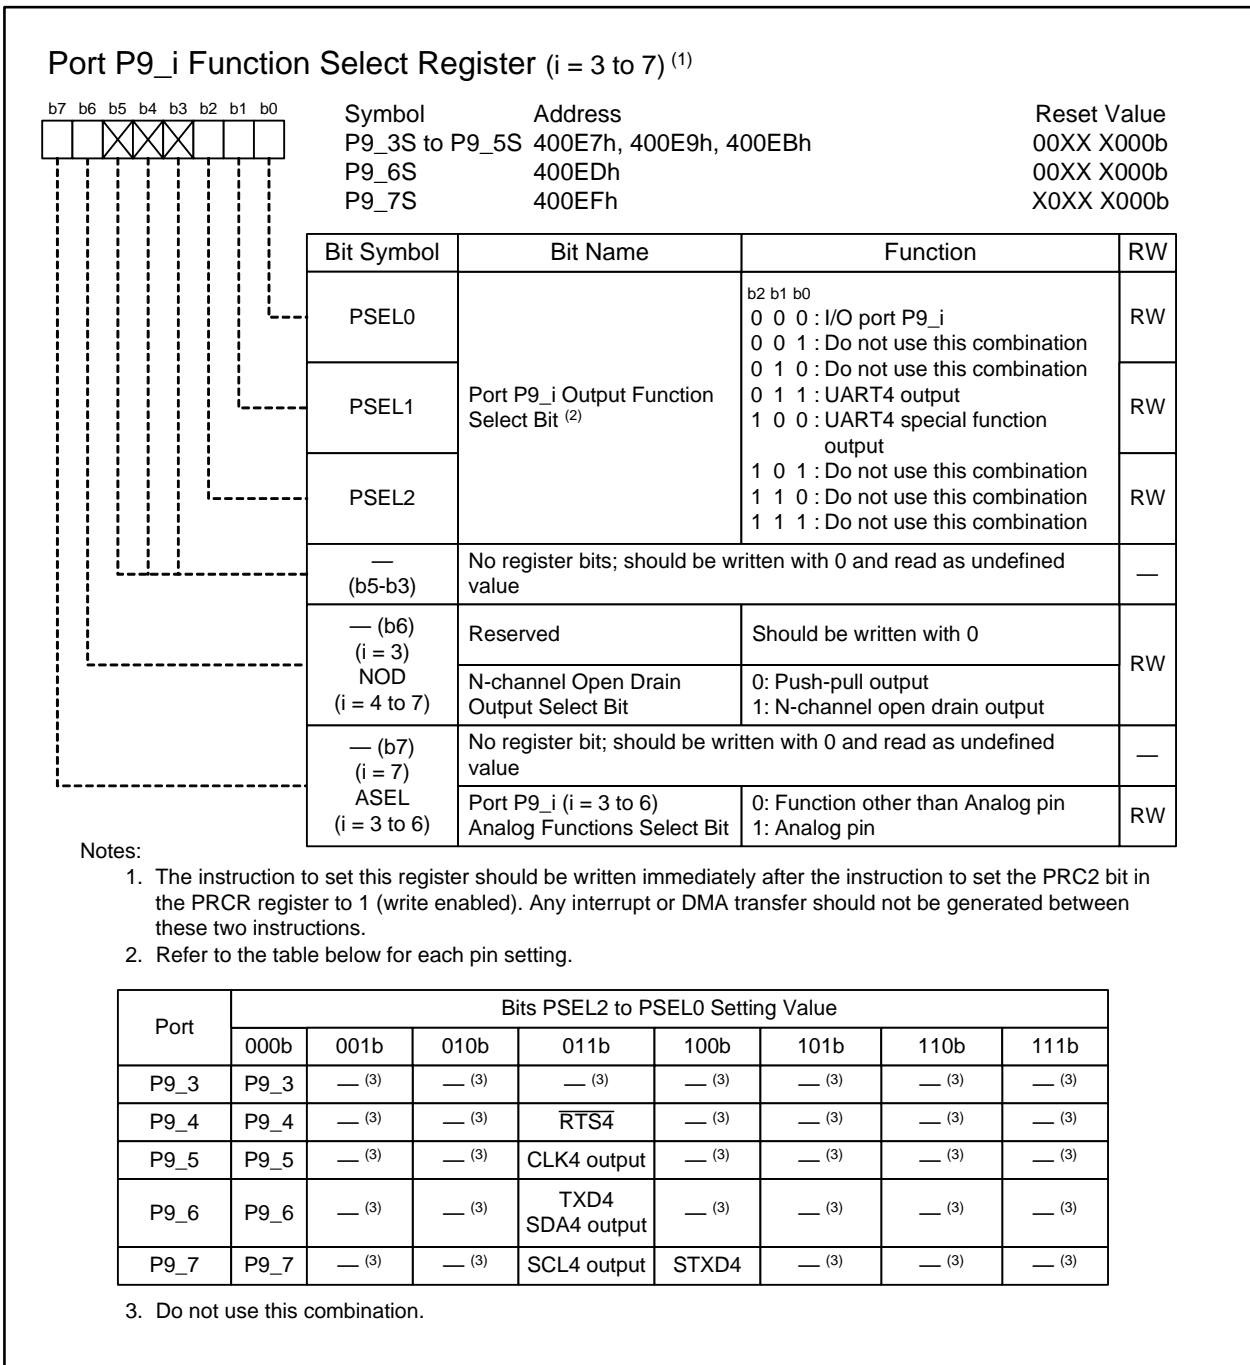 Port P9_i Function Select Register (i = 3 to 7) (1)
b7 b6 b5 b4 b3 b2 b1 b0
Symbol Address Reset Value
P9_3S to P9_5S 400E7h, 400E9h, 400EBh 00XX X000b
P9_6S 400EDh 00XX X000b
P9_7S 400EFh X0XX X000b
Bit Symbol Bit Name Function RW
PSEL0 RW
PSEL1 RW
PSEL2 RW
Port P9_i Output Function
Select Bit (2)
b2 b1 b0
0 0 0 : I/O port P9_i
0 0 1 : Do not use this combination
0 1 0 : Do not use this combination
0 1 1 : UART4 output
1 0 0 : UART4 special function
output
1 0 1 : Do not use this combination
1 1 0 : Do not use this combination
1 1 1 : Do not use this combination
—
(b5-b3)
No register bits; should be written with 0 and read as undefined
value
—
— (b6)
(i = 3)
NOD
(i = 4 to 7)
Reserved Should be written with 0
N-channel Open Drain
Output Select Bit
0: Push-pull output
1: N-channel open drain output
RW
— (b7)
(i = 7)
ASEL
(i = 3 to 6)
No register bit; should be written with 0 and read as undefined
value
—
Port P9_i (i = 3 to 6)
Analog Functions Select Bit
0: Function other than Analog pin
1: Analog pin
RW
Notes:
1. The instruction to set this register should be written immediately after the instruction to set the PRC2 bit in
the PRCR register to 1 (write enabled). Any interrupt or DMA transfer should not be generated between
these two instructions.
2. Refer to the table below for each pin setting.
Port Bits PSEL2 to PSEL0 Setting Value
000b 001b 010b 011b 100b 101b 110b 111b
P9_3 P9_3 — (3) — (3) — (3) — (3) — (3) — (3) — (3)
P9_4 P9_4 — (3) — (3) RTS4 — (3) — (3) — (3) — (3)
P9_5 P9_5 — (3) — (3) CLK4 output — (3) — (3) — (3) — (3)
P9_6 P9_6 — (3) — (3) TXD4 SDA4 output — (3) — (3) — (3) — (3)
P9_7 P9_7 — (3) — (3) SCL4 output STXD4 — (3) — (3) — (3)
3. Do not use this combination.